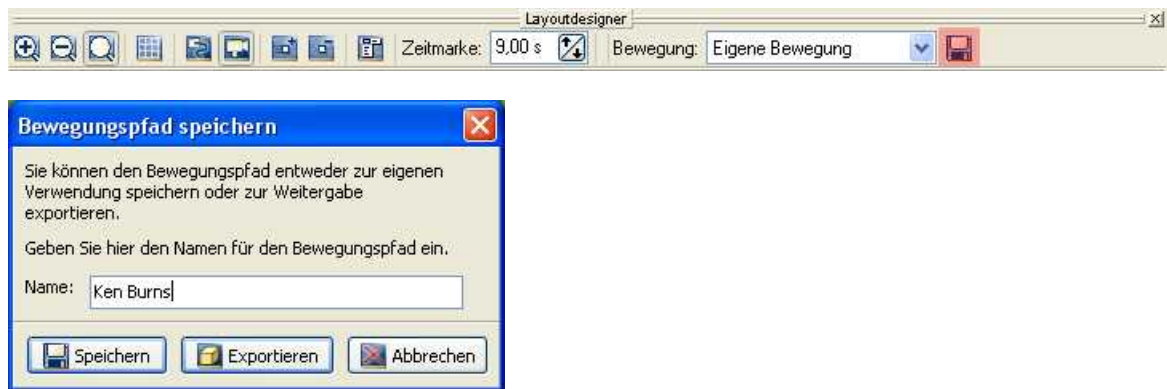 Layoutdesigner
Zeitmarke: 9,00 s Bewegung: Eigene Bewegung
Bewegungspfad speichern
Sie können den Bewegungspfad entweder zur eigenen
Verwendung speichern oder zur Weitergabe
exportieren.
Geben Sie hier den Namen für den Bewegungspfad ein.
Name: Ken Burns
Speichern Exportieren Abbrechen